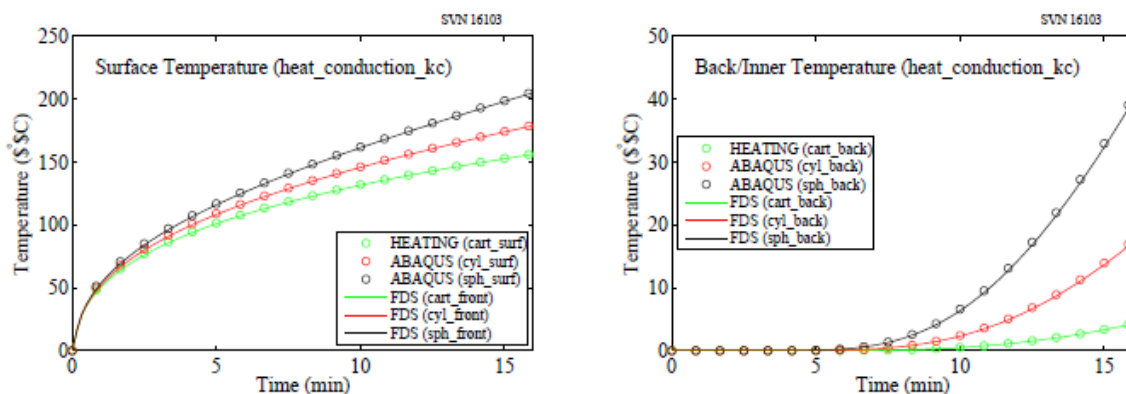 SVN 16103
250
200
150
100
50
0
Temperature ($°$C)
Surface Temperature (heat_conduction_kc)
HEATING (cart_surf)
ABAQUS (cyl_surf)
ABAQUS (sph_surf)
FDS (cart_front)
FDS (cyl_front)
FDS (sph_front)
0 5 10 15
Time (min)
SVN 16103
50
40
30
20
10
0
Temperature ($°$C)
Back/Inner Temperature (heat_conduction_kc)
HEATING (cart_back)
ABAQUS (cyl_back)
ABAQUS (sph_back)
FDS (cart_back)
FDS (cyl_back)
FDS (sph_back)
0 5 10 15
Time (min)